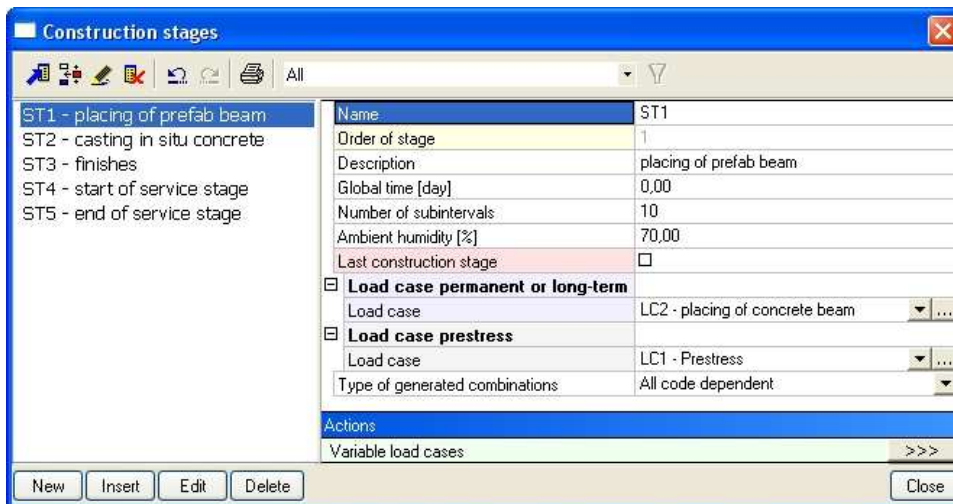 Construction stages
All
ST1 - placing of prefab beam
ST2 - casting in situ concrete
ST3 - finishes
ST4 - start of service stage
ST5 - end of service stage
Name ST1
Order of stage 1
Description placing of prefab beam
Global time [day] 0,00
Number of subintervals 10
Ambient humidity [%] 70,00
Last construction stage
Load case permanent or long-term
Load case LC2 - placing of concrete beam ...
Load case prestress
Load case LC1 - Prestress ...
Type of generated combinations All code dependent
Actions
Variable load cases >>>
New Insert Edit Delete Close